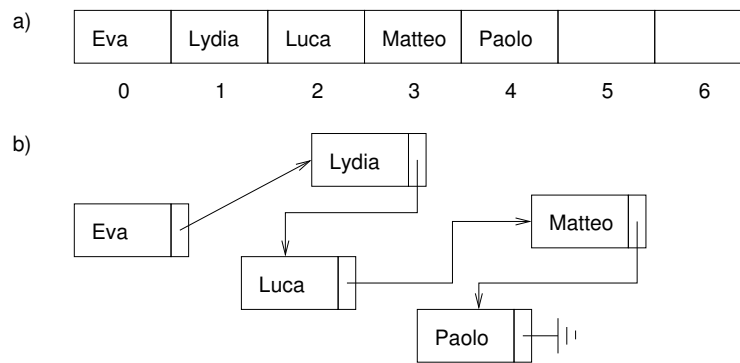 a)
Eva Lydia Luca Matteo Paolo
0 1 2 3 4 5 6
b)
Lydia
Eva
Matteo
Luca
Paolo